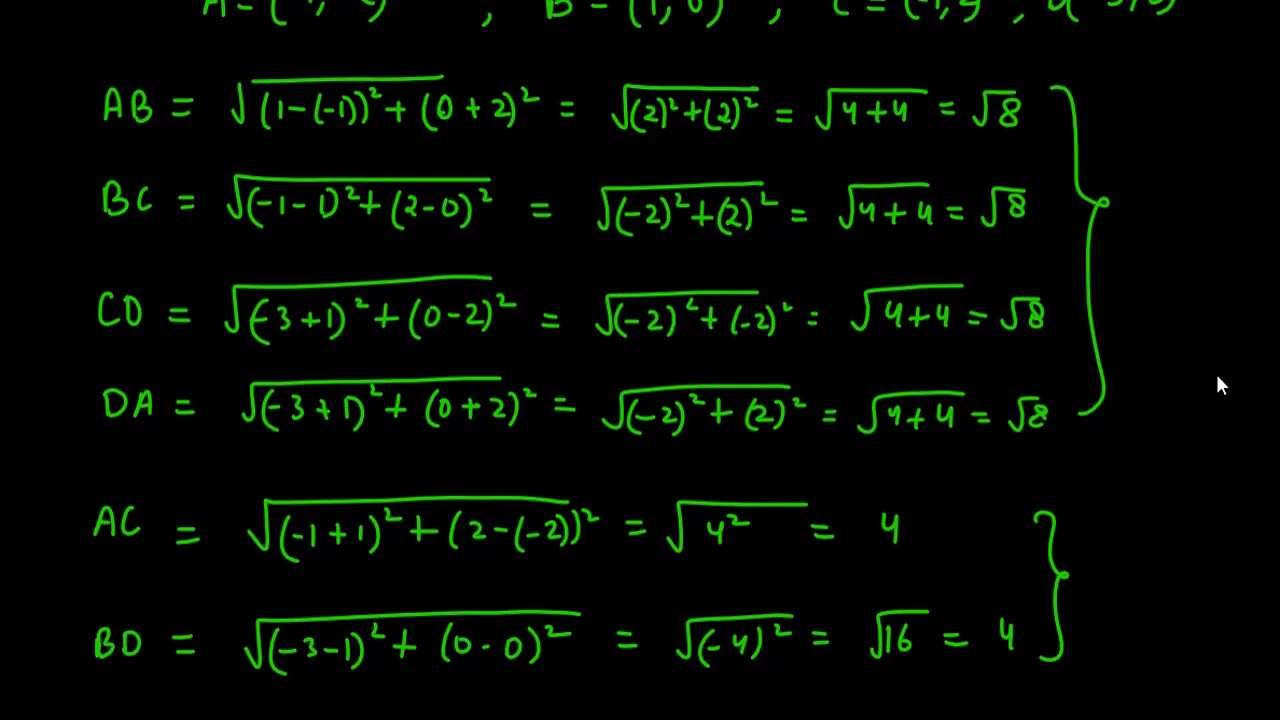 B = (1, 0) ,
AB = √(1-(-1))² + (0+2)² = √(2)² + (2)² = √4+4 = √8
BC = √(-1-1)² + (2-0)² = √(-2)² + (2)² = √4+4 = √8
CD = √(-3+1)² + (0-2)² = √(-2)² + (-2)² = √4+4 = √8
DA = √(-3+1)² + (0+2)² = √(-2)² + (2)² = √4+4 = √8
AC = √(-1+1)² + (2-(-2))² = √4² = 4
BD = √(-3-1)² + (0-0)² = √(-4)² = √16 = 4